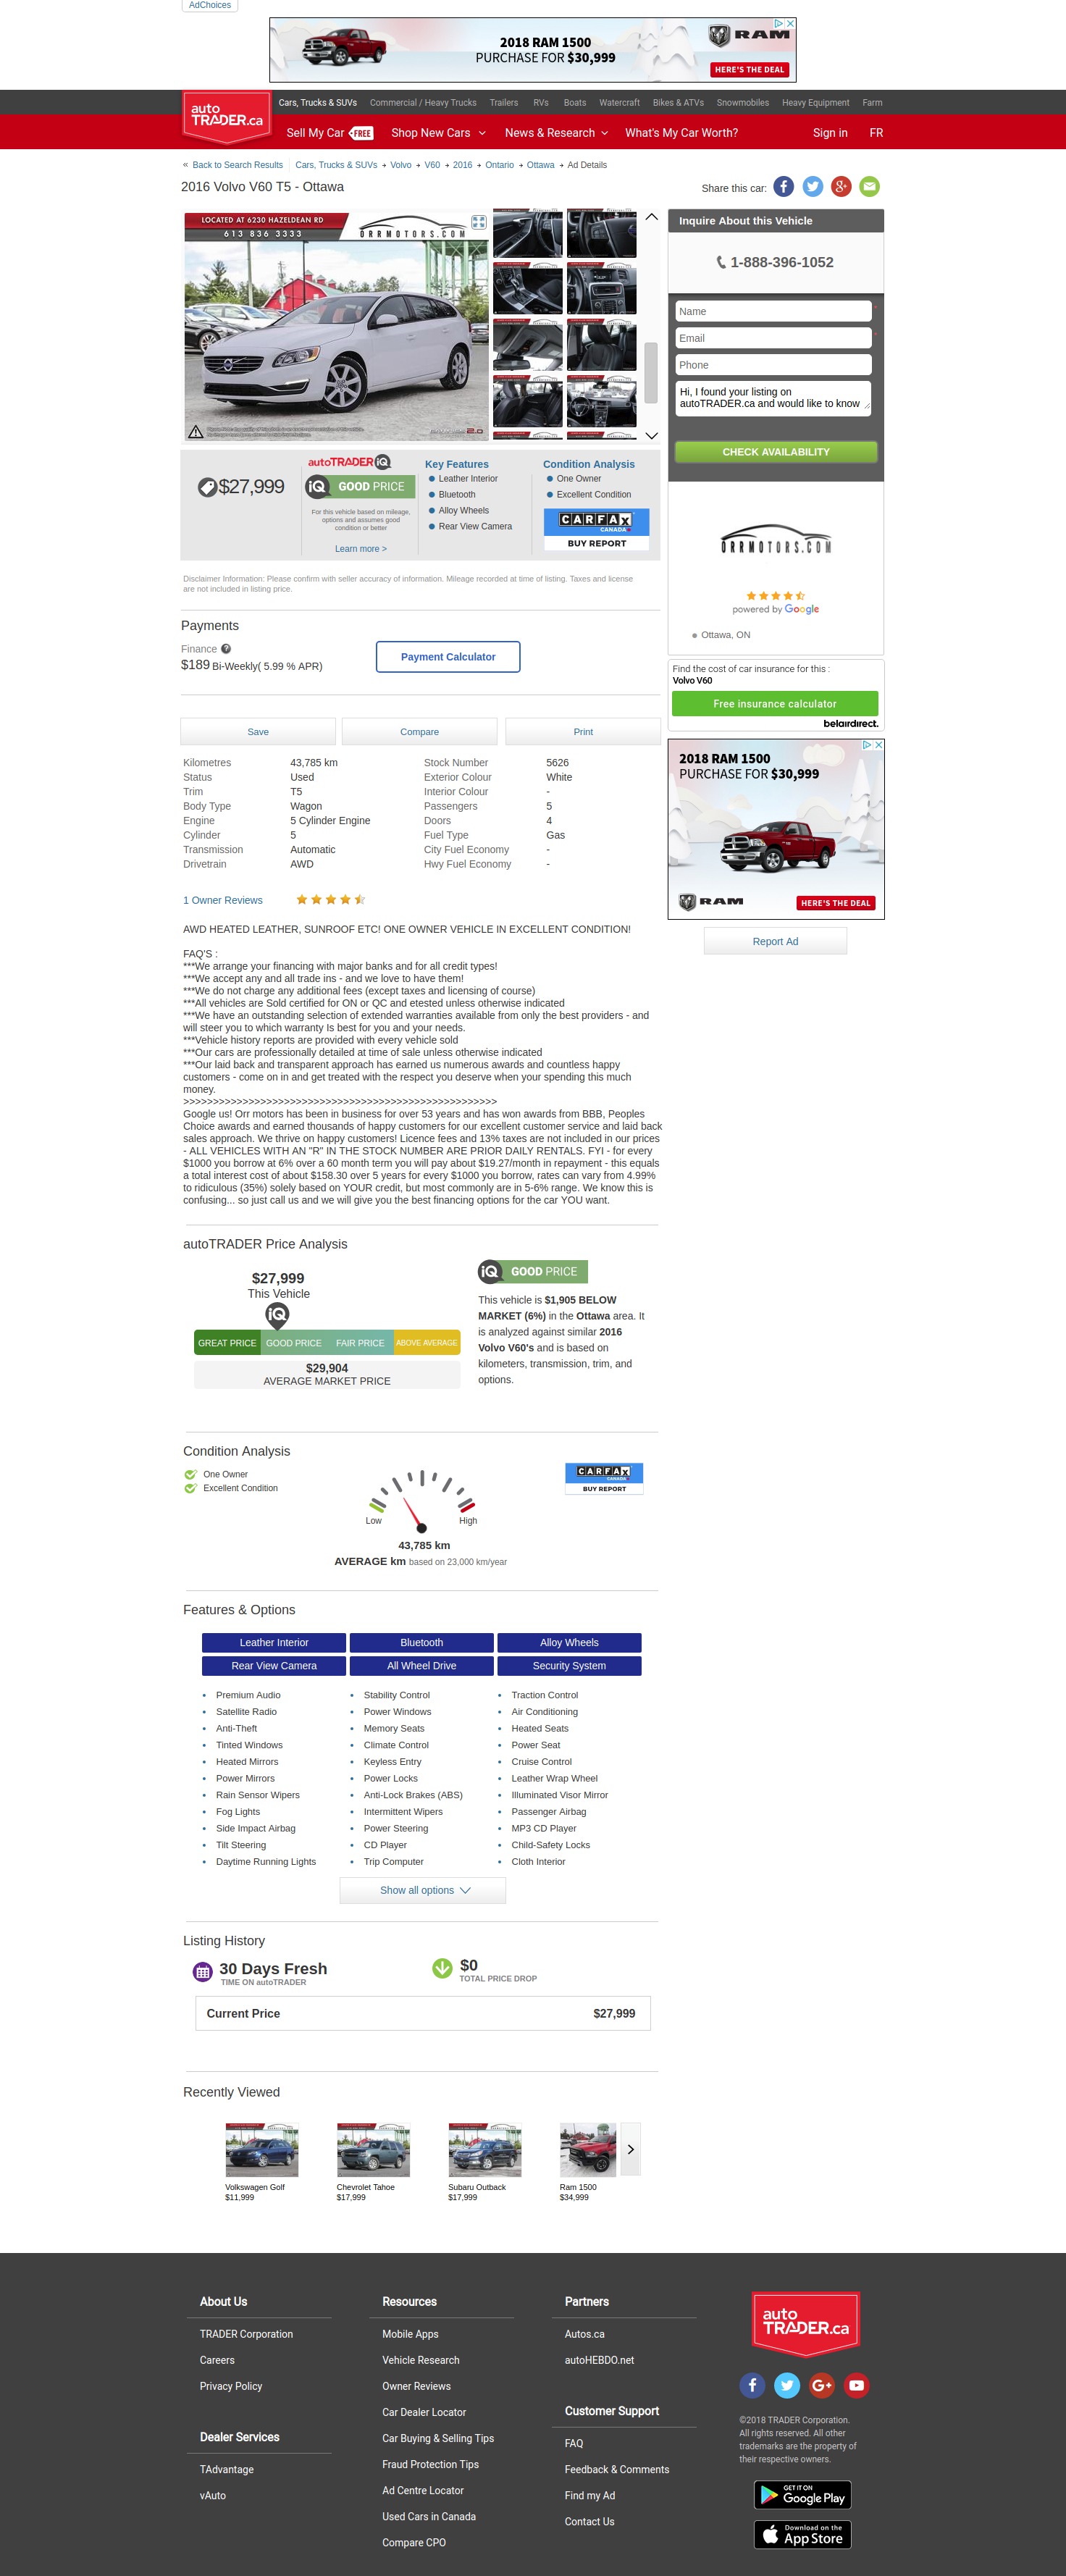 AdChoices
2018 RAM 1500
PURCHASE FOR $30,999
RAM
HERE'S THE DEAL
auto
TRADER.ca
Cars, Trucks & SUVs Commercial / Heavy Trucks Trailers RVs Boats Watercraft Bikes & ATVs Snowmobiles Heavy Equipment Farm
Sell My Car FREE Shop New Cars News & Research What's My Car Worth? Sign in FR
« Back to Search Results Cars, Trucks & SUVs Volvo V60 2016 Ontario Ottawa Ad Details
2016 Volvo V60 T5 - Ottawa
Share this car:
LOCATED AT 6230 HAZELDEAN RD
613 836 3333
ORRMOTORS.COM
Inquire About this Vehicle
1-888-396-1052
Name
Email
Phone
Hi, I found your listing on
autoTRADER.ca and would like to know
CHECK AVAILABILITY
$27,999
autoTRADER iQ
iQ GOOD PRICE
For this vehicle based on mileage,
options and assumes good
condition or better
Learn more >
Key Features
Leather Interior
Bluetooth
Alloy Wheels
Rear View Camera
Condition Analysis
One Owner
Excellent Condition
CARFAX
CANADA
BUY REPORT
ORRMOTORS.COM
powered by Google
Ottawa, ON
Disclaimer Information: Please confirm with seller accuracy of information. Mileage recorded at time of listing. Taxes and license
are not included in listing price.
Payments
Finance ?
$189 Bi-Weekly( 5.99 % APR)
Payment Calculator
Find the cost of car insurance for this :
Volvo V60
Free insurance calculator
belairdirect.
Save Compare Print
Kilometres 43,785 km Stock Number 5626
Status Used Exterior Colour White
Trim T5 Interior Colour -
Body Type Wagon Passengers 5
Engine 5 Cylinder Engine Doors 4
Cylinder 5 Fuel Type Gas
Transmission Automatic City Fuel Economy -
Drivetrain AWD Hwy Fuel Economy -
2018 RAM 1500
PURCHASE FOR $30,999
RAM
HERE'S THE DEAL
Report Ad
1 Owner Reviews
AWD HEATED LEATHER, SUNROOF ETC! ONE OWNER VEHICLE IN EXCELLENT CONDITION!
FAQ'S :
***We arrange your financing with major banks and for all credit types!
***We accept any and all trade ins - and we love to have them!
***We do not charge any additional fees (except taxes and licensing of course)
***All vehicles are Sold certified for ON or QC and etested unless otherwise indicated
***We have an outstanding selection of extended warranties available from only the best providers - and
will steer you to which warranty Is best for you and your needs.
***Vehicle history reports are provided with every vehicle sold
***Our cars are professionally detailed at time of sale unless otherwise indicated
***Our laid back and transparent approach has earned us numerous awards and countless happy
customers - come on in and get treated with the respect you deserve when your spending this much
money.
>>>>>>>>>>>>>>>>>>>>>>>>>>>>>>>>>>>>>>>>>>>>>>>>>>>>>
Google us! Orr motors has been in business for over 53 years and has won awards from BBB, Peoples
Choice awards and earned thousands of happy customers for our excellent customer service and laid back
sales approach. We thrive on happy customers! Licence fees and 13% taxes are not included in our prices
- ALL VEHICLES WITH AN "R" IN THE STOCK NUMBER ARE PRIOR DAILY RENTALS. FYI - for every
$1000 you borrow at 6% over a 60 month term you will pay about $19.27/month in repayment - this equals
a total interest cost of about $158.30 over 5 years for every $1000 you borrow, rates can vary from 4.99%
to ridiculous (35%) solely based on YOUR credit, but most commonly are in 5-6% range. We know this is
confusing... so just call us and we will give you the best financing options for the car YOU want.
autoTRADER Price Analysis
$27,999
This Vehicle
iQ
GREAT PRICE GOOD PRICE FAIR PRICE ABOVE AVERAGE
$29,904
AVERAGE MARKET PRICE
iQ GOOD PRICE
This vehicle is $1,905 BELOW
MARKET (6%) in the Ottawa area. It
is analyzed against similar 2016
Volvo V60's and is based on
kilometers, transmission, trim, and
options.
Condition Analysis
One Owner
Excellent Condition
Low High
43,785 km
AVERAGE km based on 23,000 km/year
CARFAX
CANADA
BUY REPORT
Features & Options
Leather Interior Bluetooth Alloy Wheels
Rear View Camera All Wheel Drive Security System
Premium Audio Stability Control Traction Control
Satellite Radio Power Windows Air Conditioning
Anti-Theft Memory Seats Heated Seats
Tinted Windows Climate Control Power Seat
Heated Mirrors Keyless Entry Cruise Control
Power Mirrors Power Locks Leather Wrap Wheel
Rain Sensor Wipers Anti-Lock Brakes (ABS) Illuminated Visor Mirror
Fog Lights Intermittent Wipers Passenger Airbag
Side Impact Airbag Power Steering MP3 CD Player
Tilt Steering CD Player Child-Safety Locks
Daytime Running Lights Trip Computer Cloth Interior
Show all options
Listing History
30 Days Fresh
TIME ON autoTRADER
$0
TOTAL PRICE DROP
Current Price $27,999
Recently Viewed
Volkswagen Golf Chevrolet Tahoe Subaru Outback Ram 1500
$11,999 $17,999 $17,999 $34,999
About Us
TRADER Corporation
Careers
Privacy Policy
Dealer Services
TAdvantage
vAuto
Resources
Mobile Apps
Vehicle Research
Owner Reviews
Car Dealer Locator
Car Buying & Selling Tips
Fraud Protection Tips
Ad Centre Locator
Used Cars in Canada
Compare CPO
Partners
Autos.ca
autoHEBDO.net
Customer Support
FAQ
Feedback & Comments
Find my Ad
Contact Us
auto
TRADER.ca
©2018 TRADER Corporation.
All rights reserved. All other
trademarks are the property of
their respective owners.
GET IT ON
Google Play
Download on the
App Store